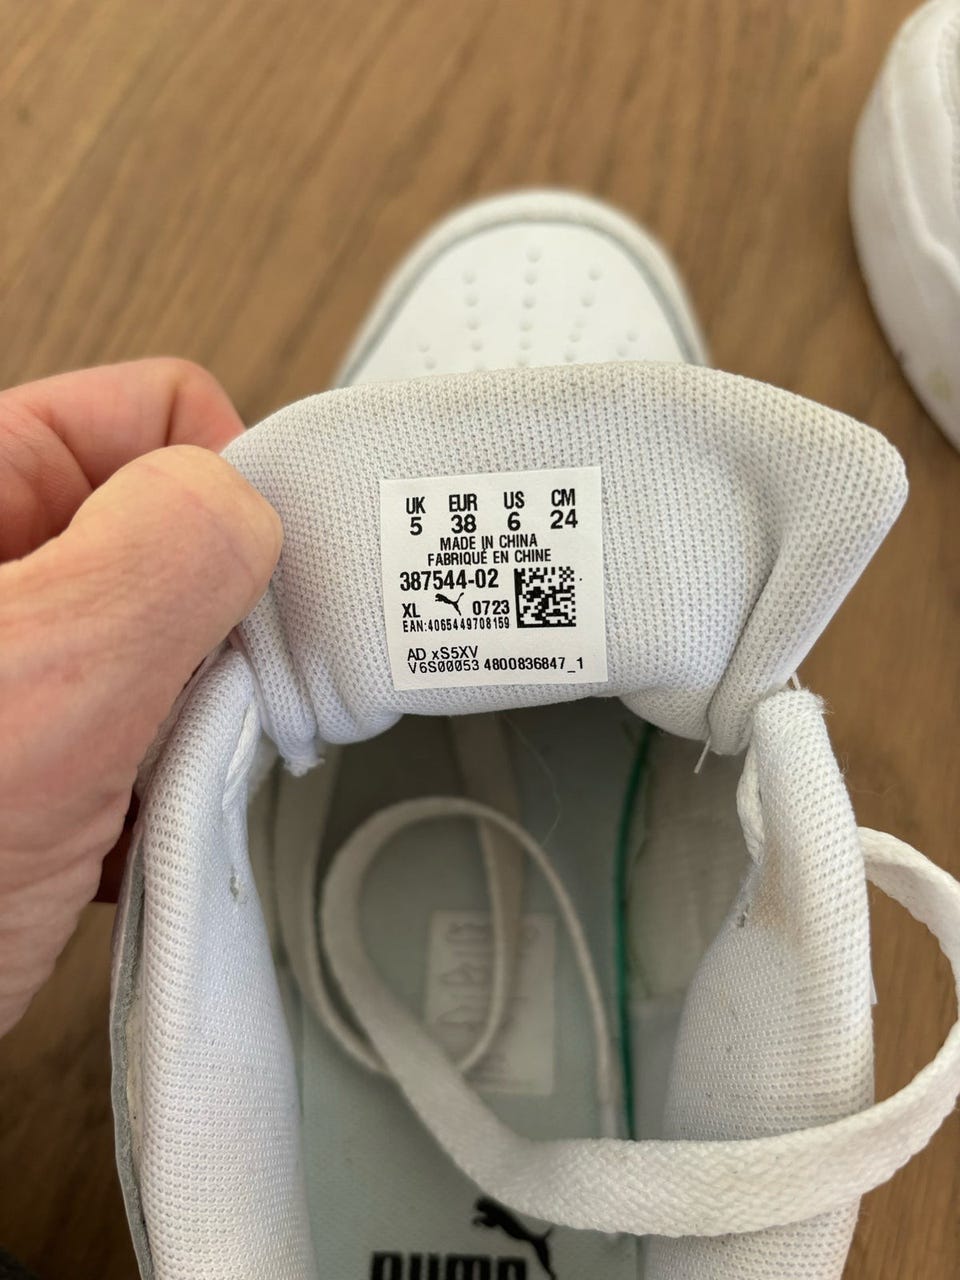 UK EUR US CM
5 38 6 24
MADE IN CHINA
FABRIQUÉ EN CHINE
387544-02
XL 0723
EAN:4065449708159
AD xS5XV
V6S00053 4800836847_1
PUMA